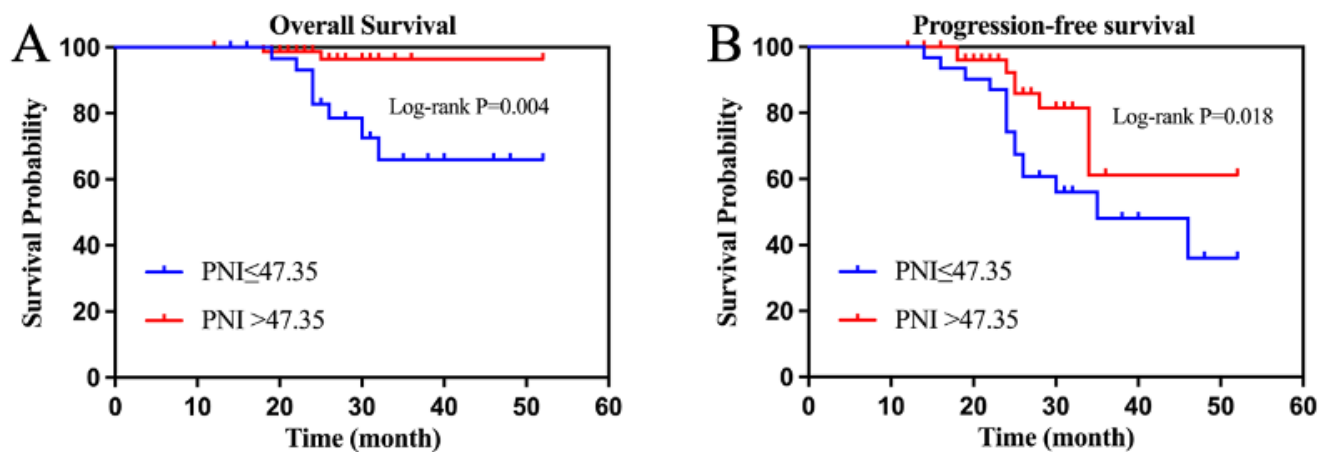 A
Overall Survival
100
80
60
40
20
0
Survival Probability
Log-rank P=0.004
PNI≤47.35
PNI >47.35
0 10 20 30 40 50 60
Time (month)
B
Progression-free survival
100
80
60
40
20
0
Survival Probability
Log-rank P=0.018
PNI≤47.35
PNI >47.35
0 10 20 30 40 50 60
Time (month)